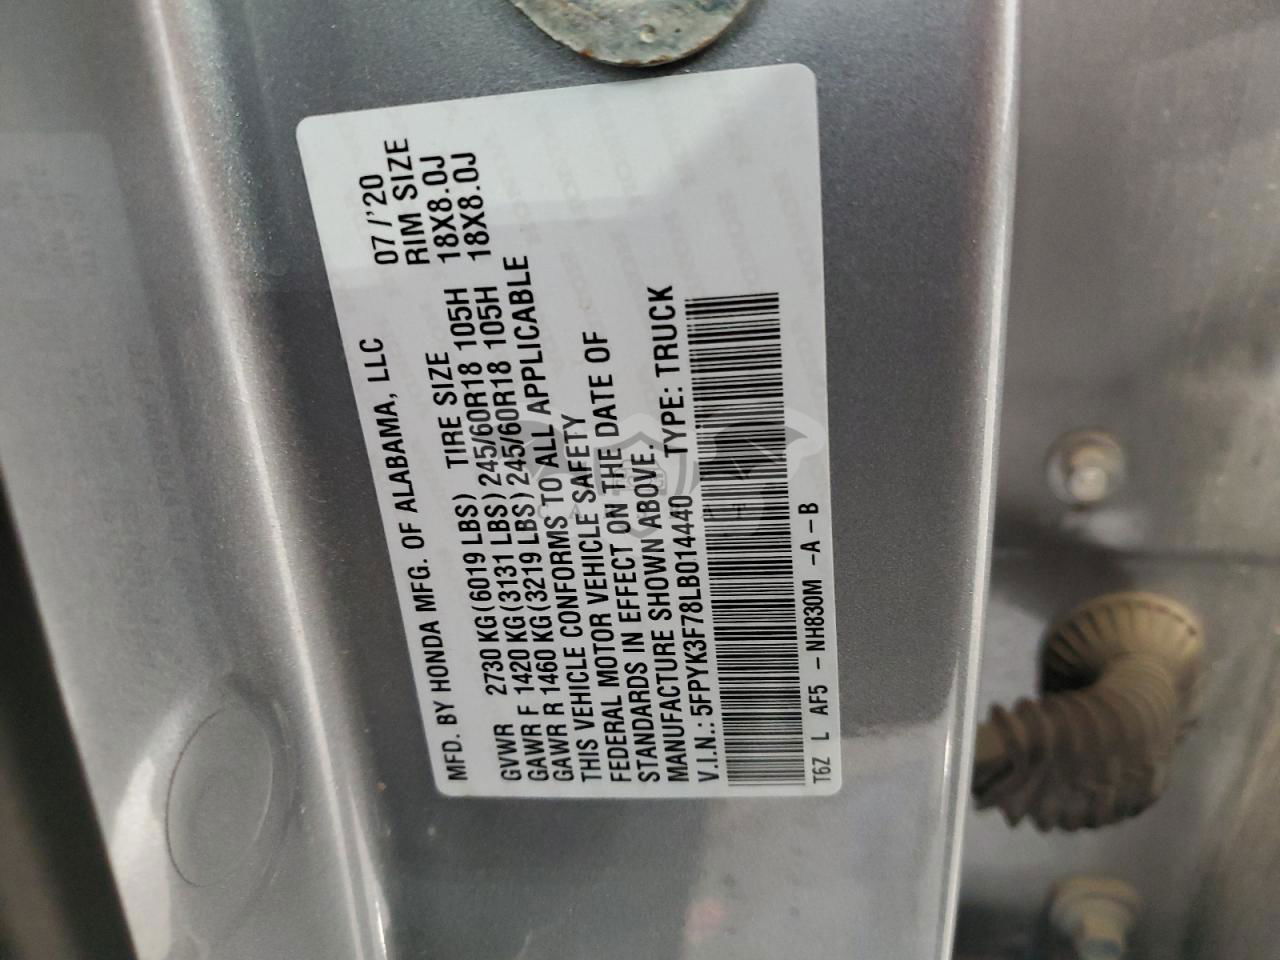 MFD. BY HONDA MFG. OF ALABAMA, LLC 07/'20
TIRE SIZE RIM SIZE
GVWR 2730 KG(6019 LBS)
GAWR F 1420 KG(3131 LBS) 245/60R18 105H 18X8.0J
GAWR R 1460 KG(3219 LBS) 245/60R18 105H 18X8.0J
THIS VEHICLE CONFORMS TO ALL APPLICABLE
FEDERAL MOTOR VEHICLE SAFETY
STANDARDS IN EFFECT ON THE DATE OF
MANUFACTURE SHOWN ABOVE.
V.I.N.: 5FPYK3F78LB014440 TYPE: TRUCK
T6Z L AF5 -NH830M -A-B